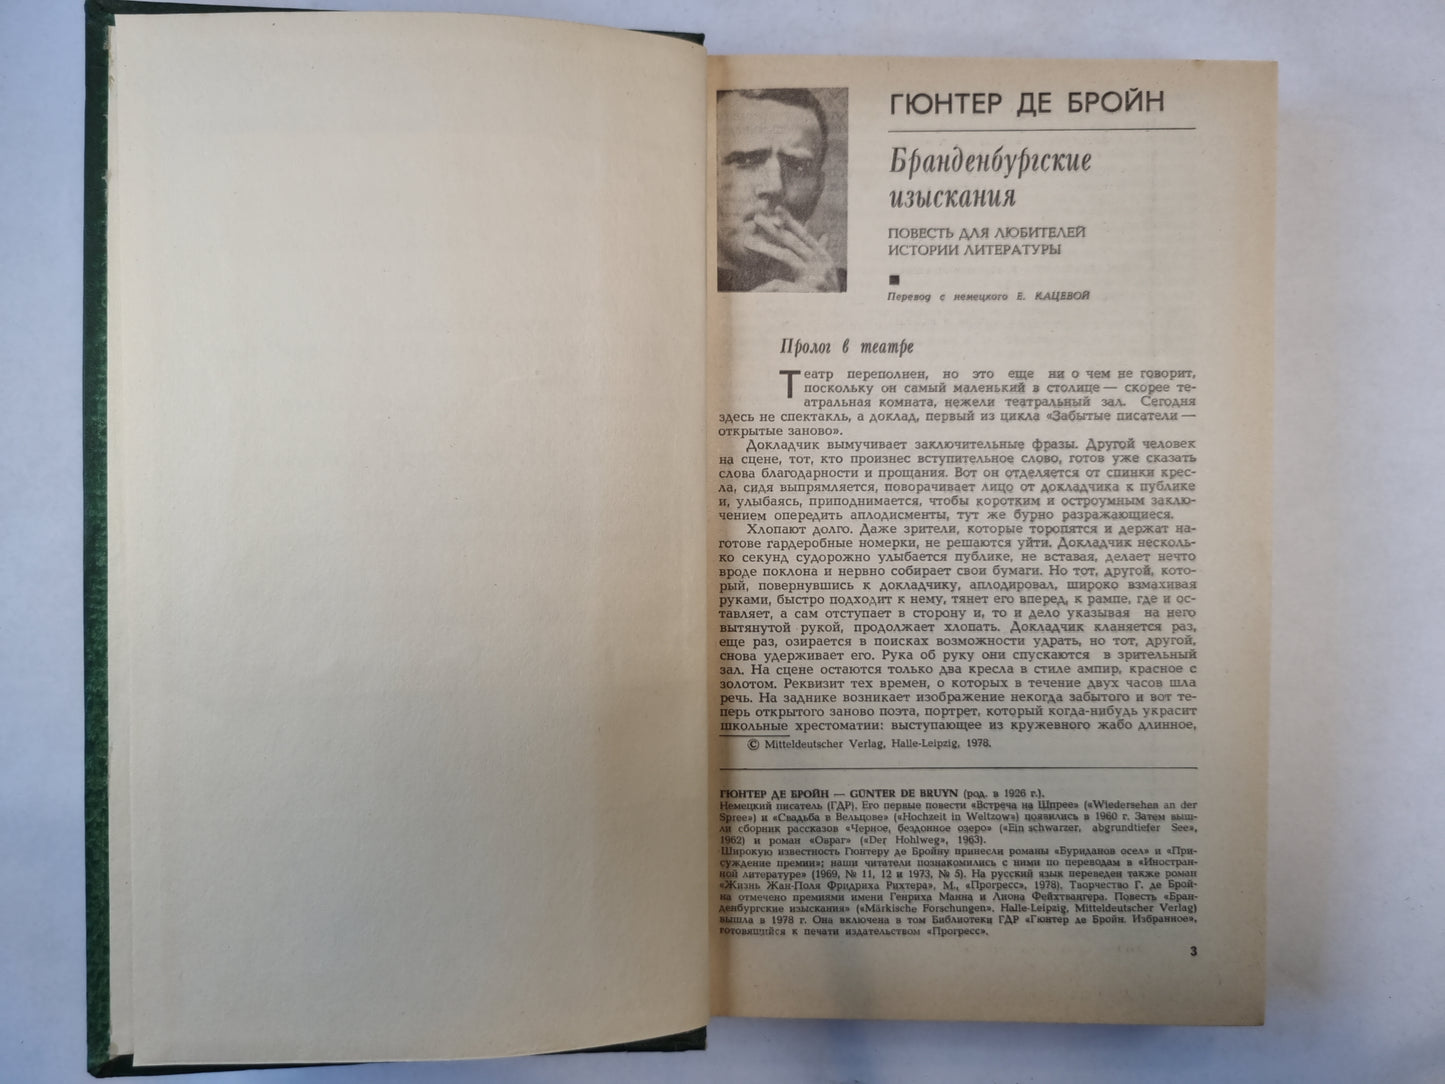 ГЮНТЕР ДЕ БРОЙН
Бранденбургские
изыскания
ПОВЕСТЬ ДЛЯ ЛЮБИТЕЛЕЙ
ИСТОРИИ ЛИТЕРАТУРЫ
Перевод с немецкого Е. КАЦЕВОЙ
Пролог в театре
Театр переполнен, но это еще ни о чем не говорит,
поскольку он самый маленький в столице — скорее те-
атральная комната, нежели театральный зал. Сегодня
здесь не спектакль, а доклад, первый из цикла «Забытые писатели —
открытые заново».
Докладчик вымучивает заключительные фразы. Другой человек
на сцене, тот, кто произнес вступительное слово, готов уже сказать
слова благодарности и прощания. Вот он отделяется от спинки крес-
ла, сидя выпрямляется, поворачивает лицо от докладчика к публике
и, улыбаясь, приподнимается, чтобы коротким и остроумным заклю-
чением опередить аплодисменты, тут же бурно разражающиеся.
Хлопают долго. Даже зрители, которые торопятся и держат на-
готове гардеробные номерки, не решаются уйти. Докладчик несколь-
ко секунд судорожно улыбается публике, не вставая, делает нечто
вроде поклона и нервно собирает свои бумаги. Но тот, другой, кото-
рый, повернувшись к докладчику, аплодировал, широко взмахивая
руками, быстро подходит к нему, тянет его вперед, к рампе, где и ос-
тавляет, а сам отступает в сторону и, то и дело указывая на него
вытянутой рукой, продолжает хлопать. Докладчик кланяется раз,
еще раз, озирается в поисках возможности удрать, но тот, другой,
снова удерживает его. Рука об руку они спускаются в зрительный
зал. На сцене остаются только два кресла в стиле ампир, красное с
золотом. Реквизит тех времен, о которых в течение двух часов шла
речь. На заднике возникает изображение некогда забытого и вот те-
перь открытого заново поэта, портрет, который когда-нибудь украсит
школьные хрестоматии: выступающее из кружевного жабо длинное,
© Mitteldeutscher Verlag, Halle-Leipzig, 1978.
ГЮНТЕР ДЕ БРОЙН — GÜNTER DE BRUYN (род. в 1926 г.).
Немецкий писатель (ГДР). Его первые повести «Встреча на Шпрее» («Wiedersehen an der
Spree») и «Свадьба в Вельцове» («Hochzeit in Weltzow») появились в 1960 г. Затем выш-
ли сборник рассказов «Черное, бездонное озеро» («Ein schwarzer, abgrundtiefer See»,
1962) и роман «Овраг» («Der Hohlweg», 1963).
Широкую известность Гюнтеру де Бройну принесли романы «Буриданов осел» и «При-
суждение премии»; наши читатели познакомились с ними по переводам в «Иностран-
ной литературе» (1969, № 11, 12 и 1973, № 5). На русский язык переведен также роман
«Жизнь Жан-Поля Фридриха Рихтера», М., «Прогресс», 1978). Творчество Г. де Брой-
на отмечено премиями имени Генриха Манна и Лиона Фейхтвангера. Повесть «Бран-
денбургские изыскания» («Märkische Forschungen». Halle-Leipzig, Mitteldeutscher Verlag)
вышла в 1978 г. Она включена в том Библиотеки ГДР «Гюнтер де Бройн. Избранное»,
готовящийся к печати издательством «Прогресс».
3